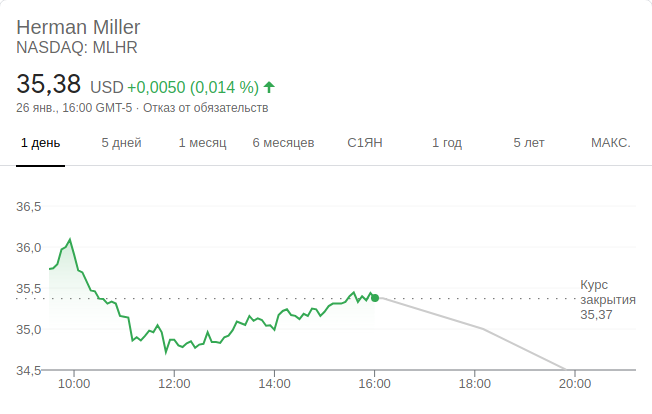 Herman Miller
NASDAQ: MLHR
35,38 USD +0,0050 (0,014 %)
26 янв., 16:00 GMT-5 · Отказ от обязательств
1 день 5 дней 1 месяц 6 месяцев С1ЯН 1 год 5 лет МАКС.
36,5
36,0
35,5
35,0
34,5
Курс
закрытия
35,37
10:00 12:00 14:00 16:00 18:00 20:00